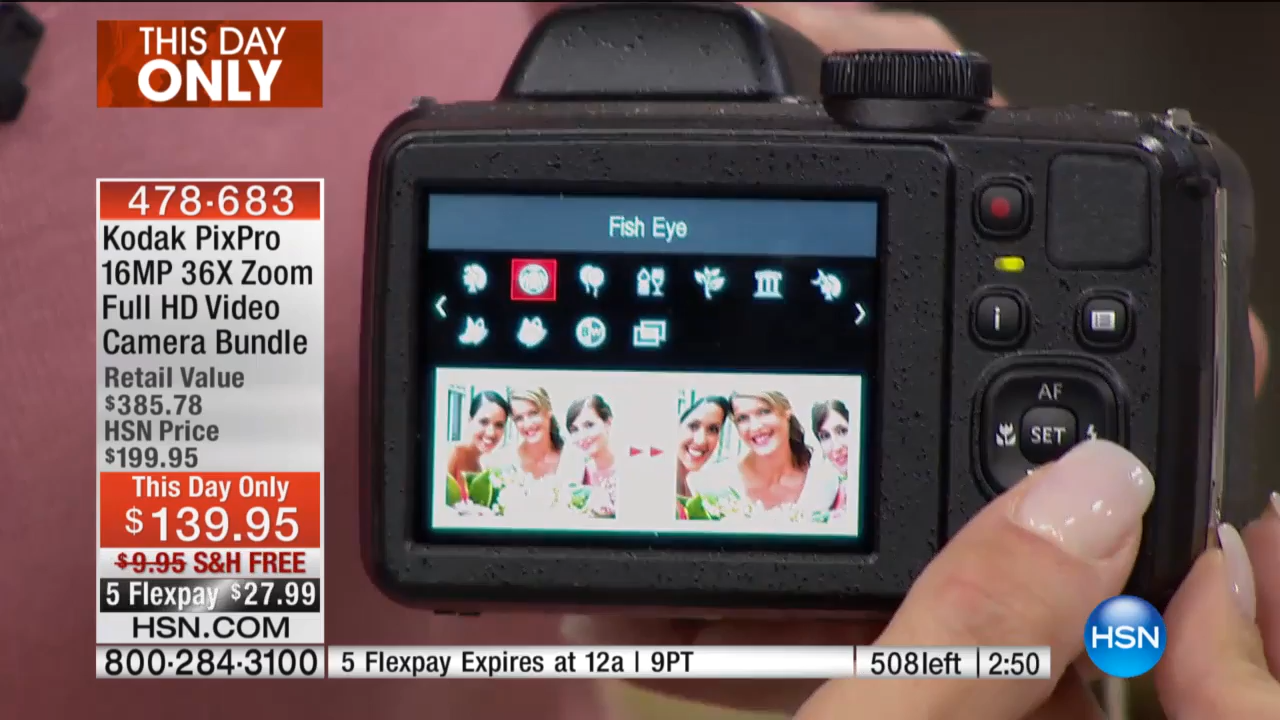 THIS DAY
ONLY
478·683
Kodak PixPro
16MP 36X Zoom
Full HD Video
Camera Bundle
Retail Value
$385.78
HSN Price
$199.95
This Day Only
$139.95
$9.95 S&H FREE
5 Flexpay $27.99
HSN.COM
800·284·3100
5 Flexpay Expires at 12a | 9PT
508left | 2:50
HSN
Fish Eye
BW
i
AF
SET